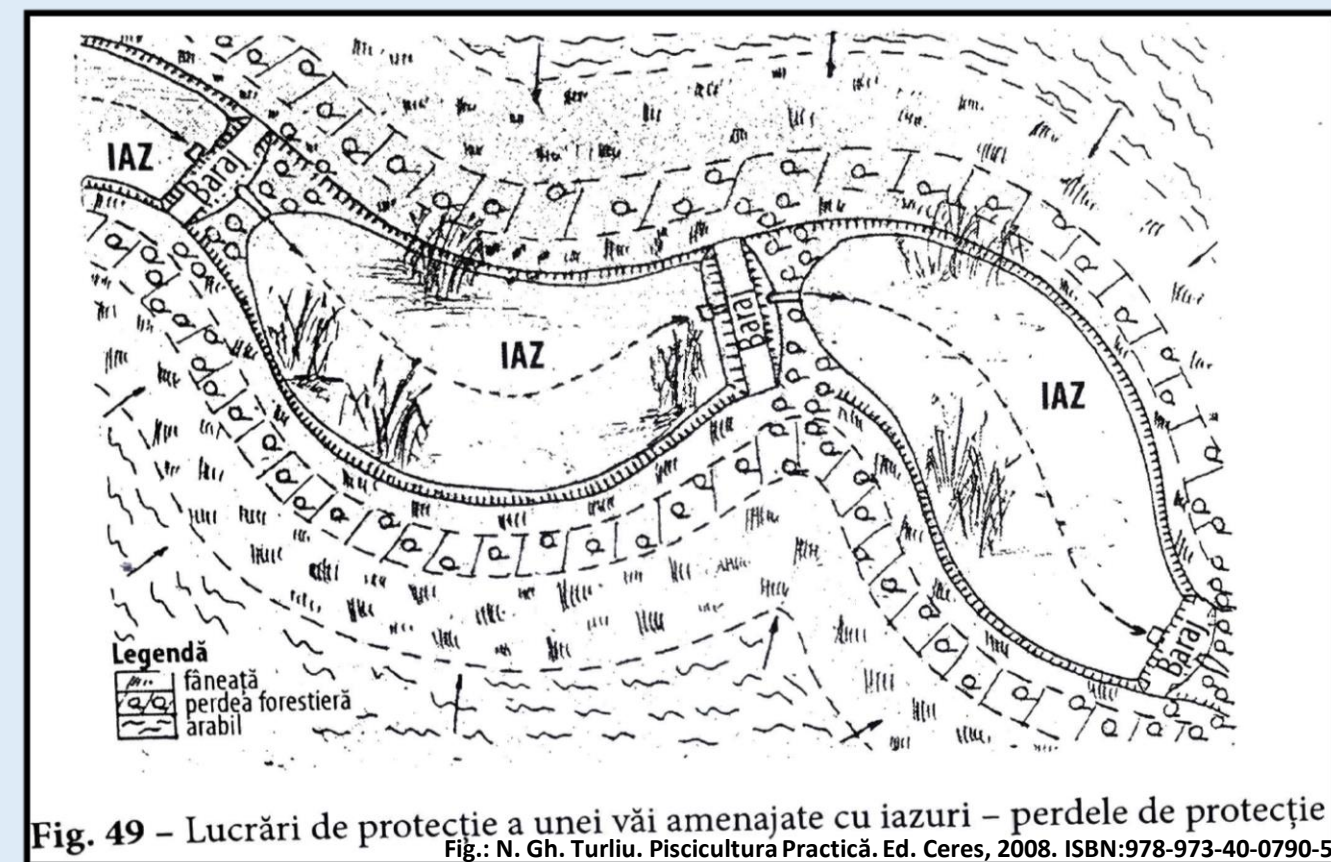 IAZ
Baraj
IAZ
Baraj
IAZ
Baraj
Legendă
fâneață
perdea forestieră
arabil
Fig. 49 – Lucrări de protecție a unei văi amenajate cu iazuri – perdele de protecție
Fig.: N. Gh. Turliu. Piscicultura Practică. Ed. Ceres, 2008. ISBN:978-973-40-0790-5